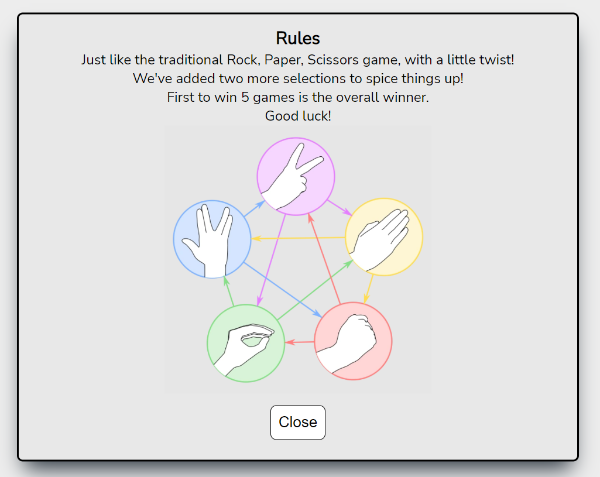 Rules
Just like the traditional Rock, Paper, Scissors game, with a little twist!
We've added two more selections to spice things up!
First to win 5 games is the overall winner.
Good luck!
Close